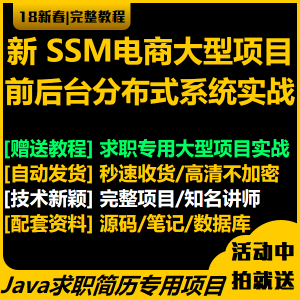 18新春|完整教程
新 SSM电商大型项目
前后台分布式系统实战
[赠送教程] 求职专用大型项目实战
[自动发货] 秒速收货/高清不加密
[技术新颖] 完整项目/知名讲师
[配套资料] 源码/笔记/数据库
活动中
拍就送
Java求职简历专用项目